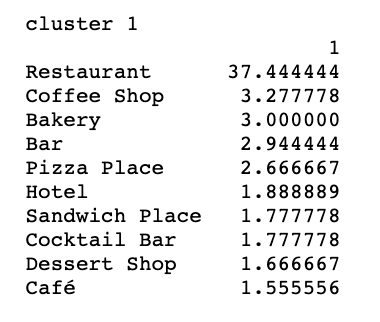 cluster 1
1
Restaurant 37.444444
Coffee Shop 3.277778
Bakery 3.000000
Bar 2.944444
Pizza Place 2.666667
Hotel 1.888889
Sandwich Place 1.777778
Cocktail Bar 1.777778
Dessert Shop 1.666667
Café 1.555556